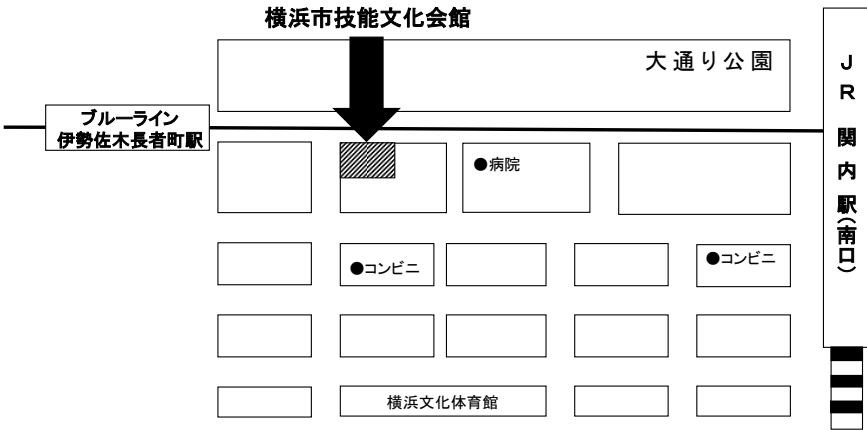 横浜市技能文化会館
大通り公園
ブルーライン
伊勢佐木長者町駅
JR関内駅(南口)
●病院
●コンビニ
●コンビニ
横浜文化体育館